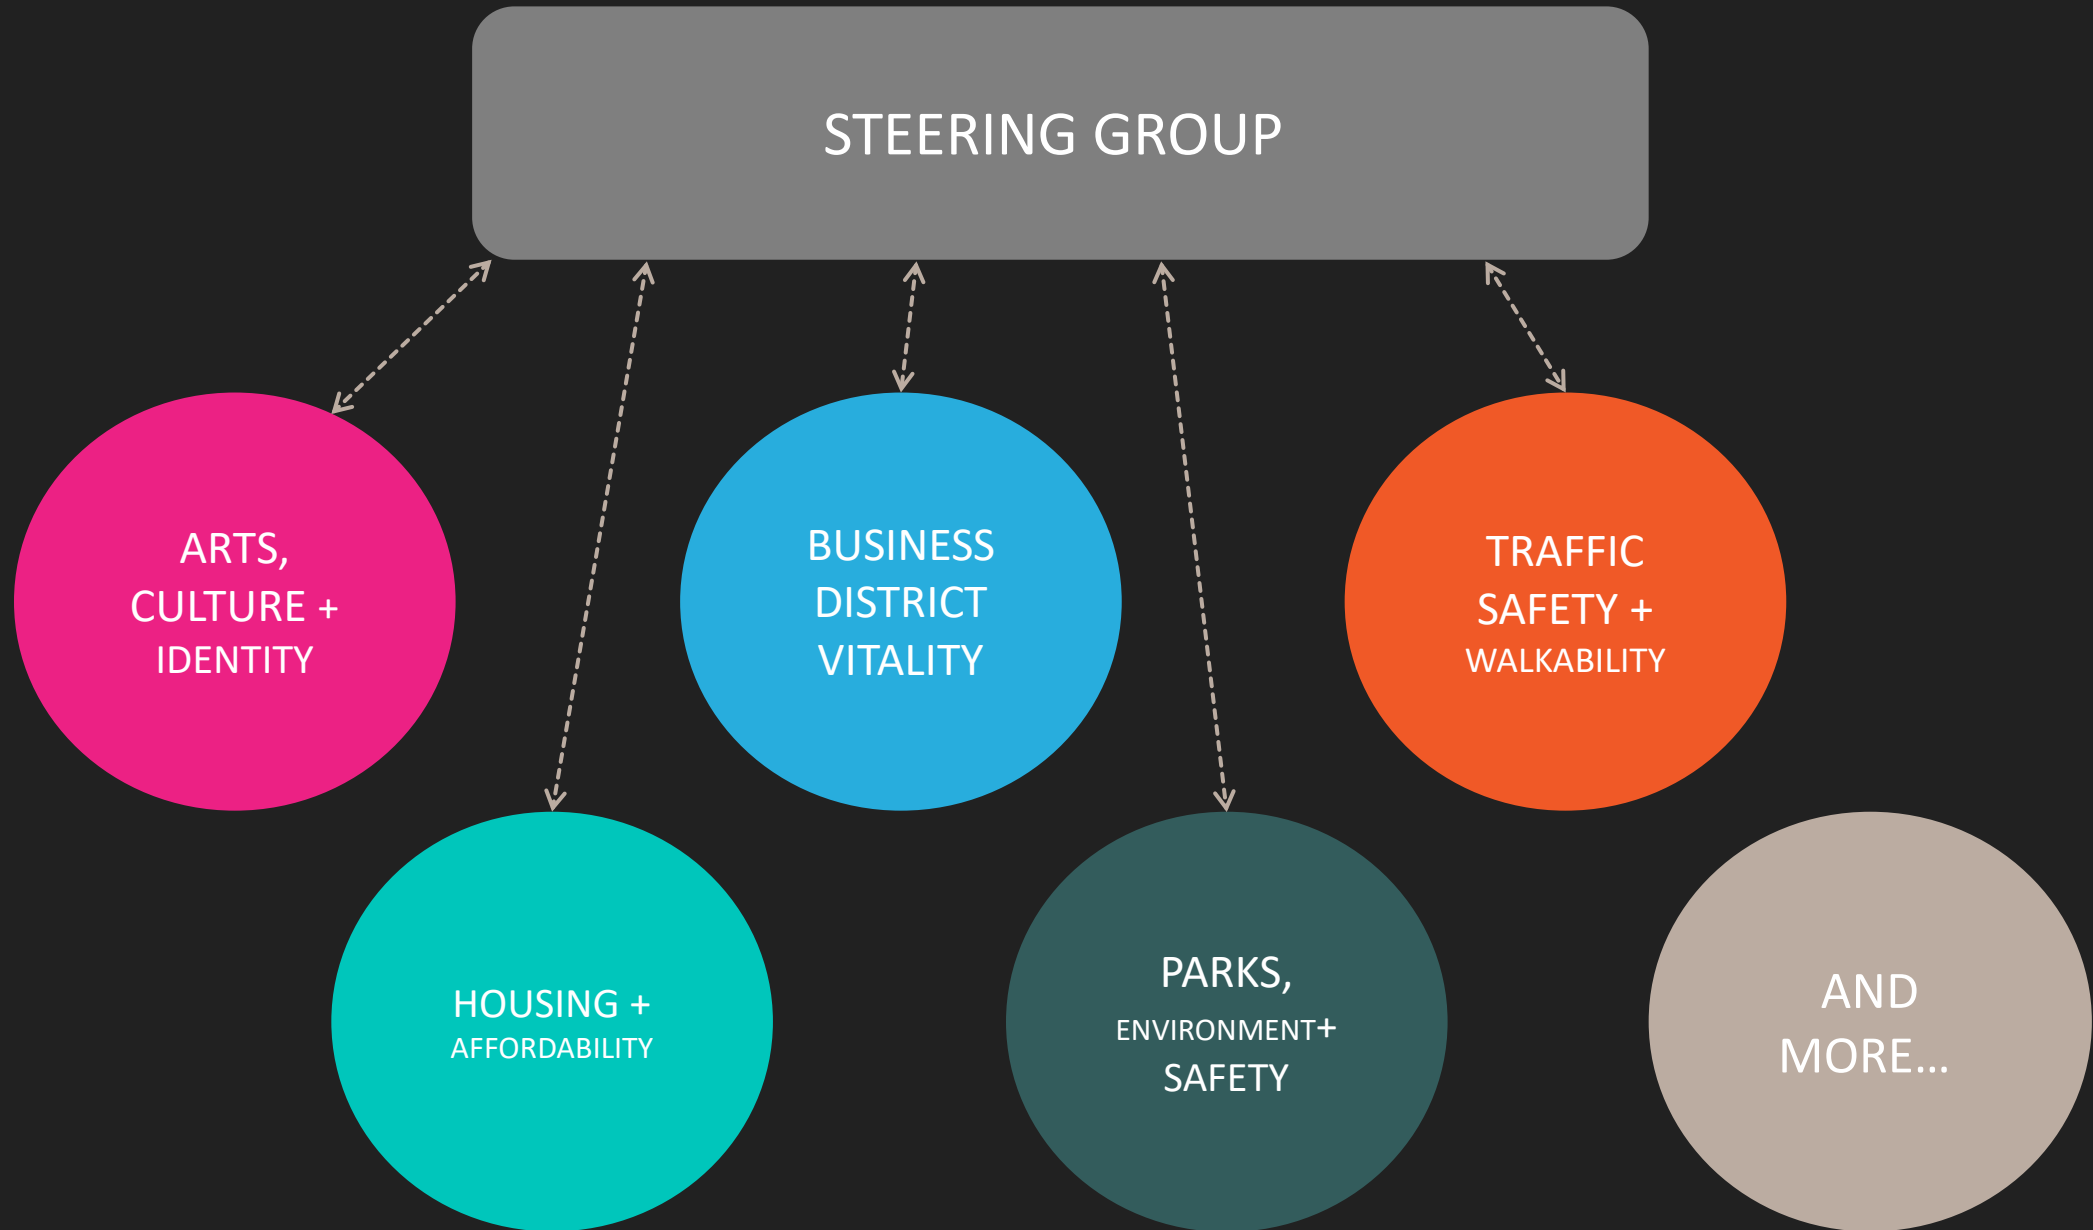 STEERING GROUP
ARTS,
CULTURE +
IDENTITY
BUSINESS
DISTRICT
VITALITY
TRAFFIC
SAFETY +
WALKABILITY
HOUSING +
AFFORDABILITY
PARKS,
ENVIRONMENT+
SAFETY
AND
MORE…